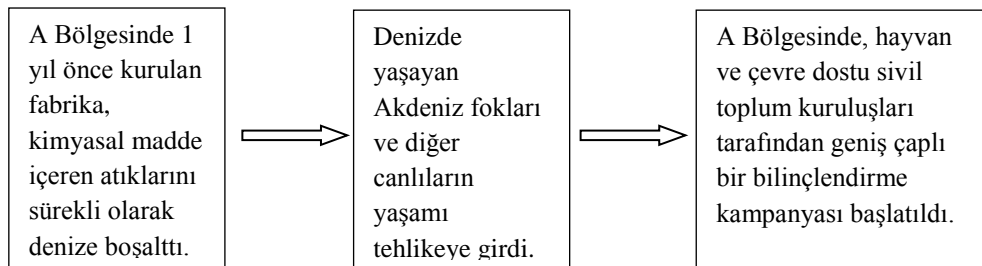 A Bölgesinde 1
yıl önce kurulan
fabrika,
kimyasal madde
içeren atıklarını
sürekli olarak
denize boşalttı.
Denizde
yaşayan
Akdeniz fokları
ve diğer
canlıların
yaşamı
tehlikeye girdi.
A Bölgesinde, hayvan
ve çevre dostu sivil
toplum kuruluşları
tarafından geniş çaplı
bir bilinçlendirme
kampanyası başlatıldı.